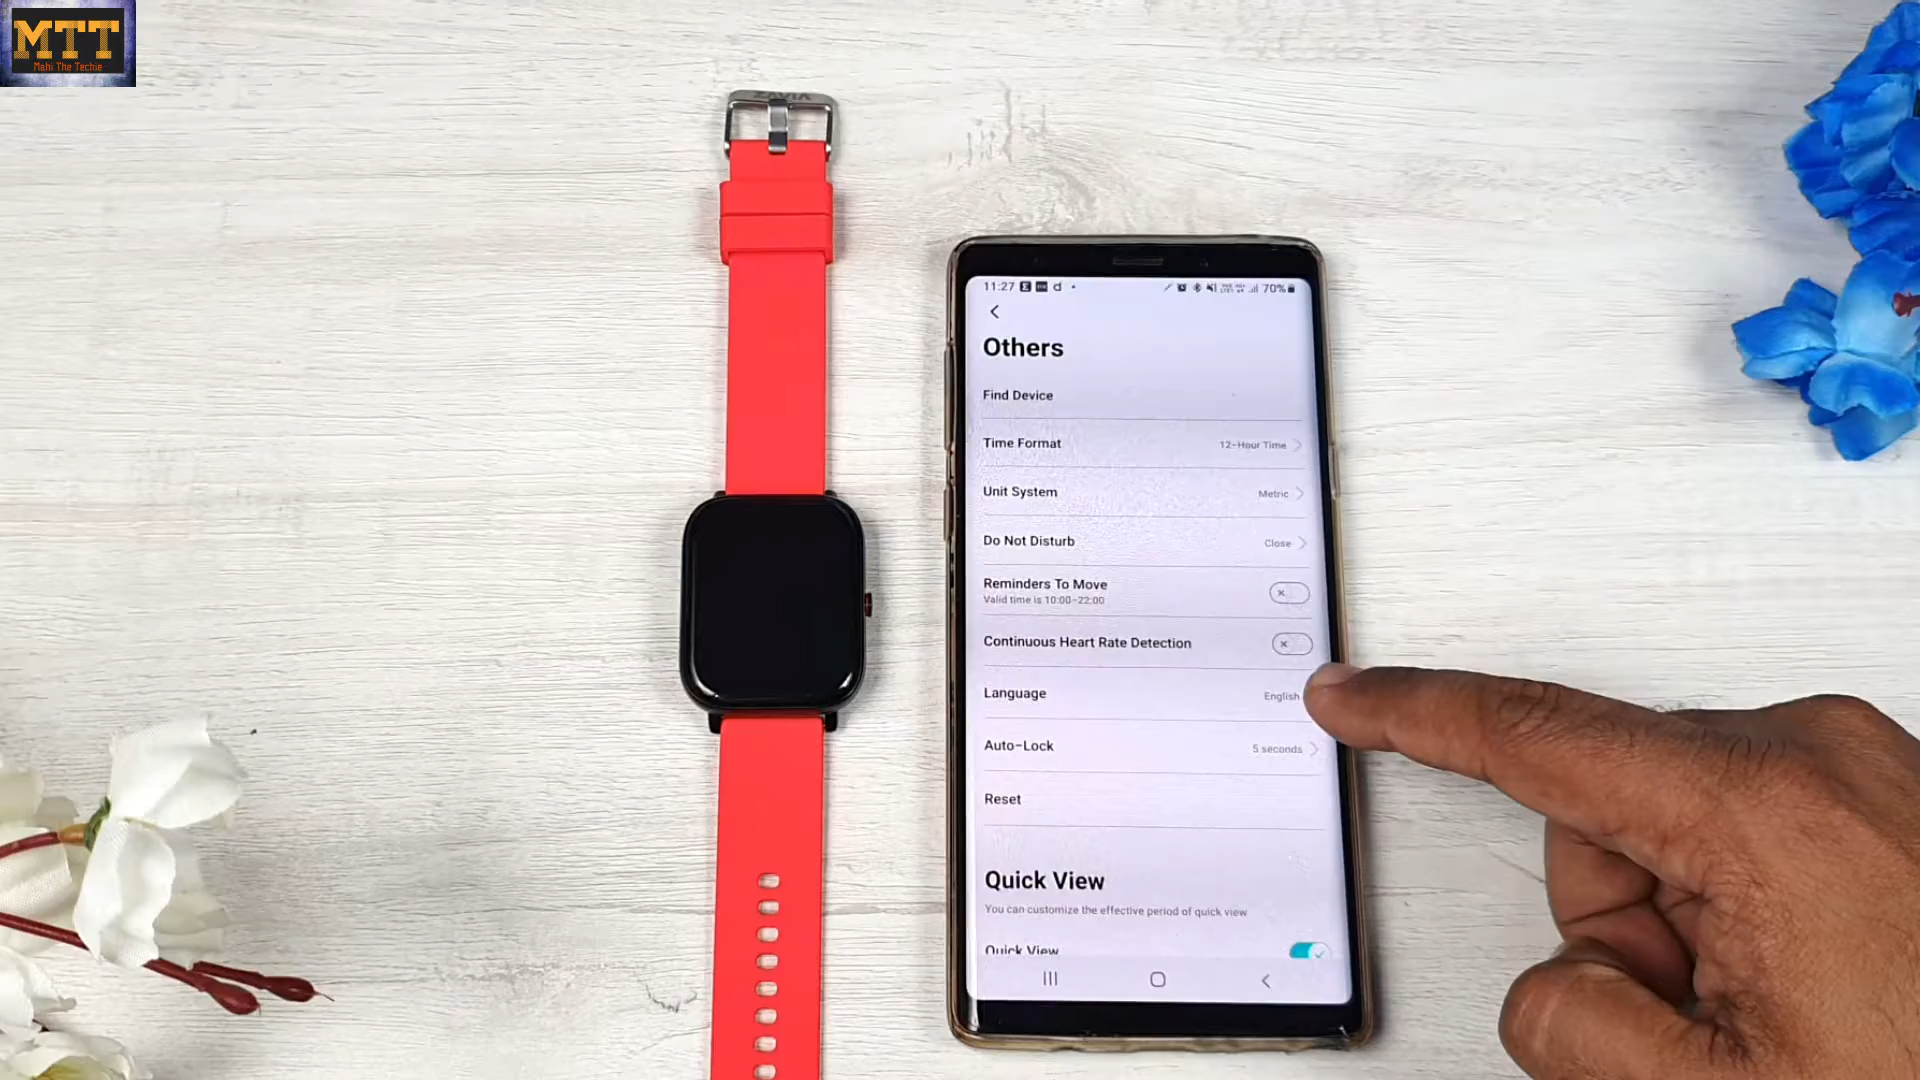 MTT
Mahi The Techie
ZAVIA
11:27
70%
Others
Find Device
Time Format 12-Hour Time
Unit System Metric
Do Not Disturb Close
Reminders To Move
Valid time is 10:00-22:00
Continuous Heart Rate Detection
Language English
Auto-Lock 5 seconds
Reset
Quick View
You can customize the effective period of quick view
Quick View